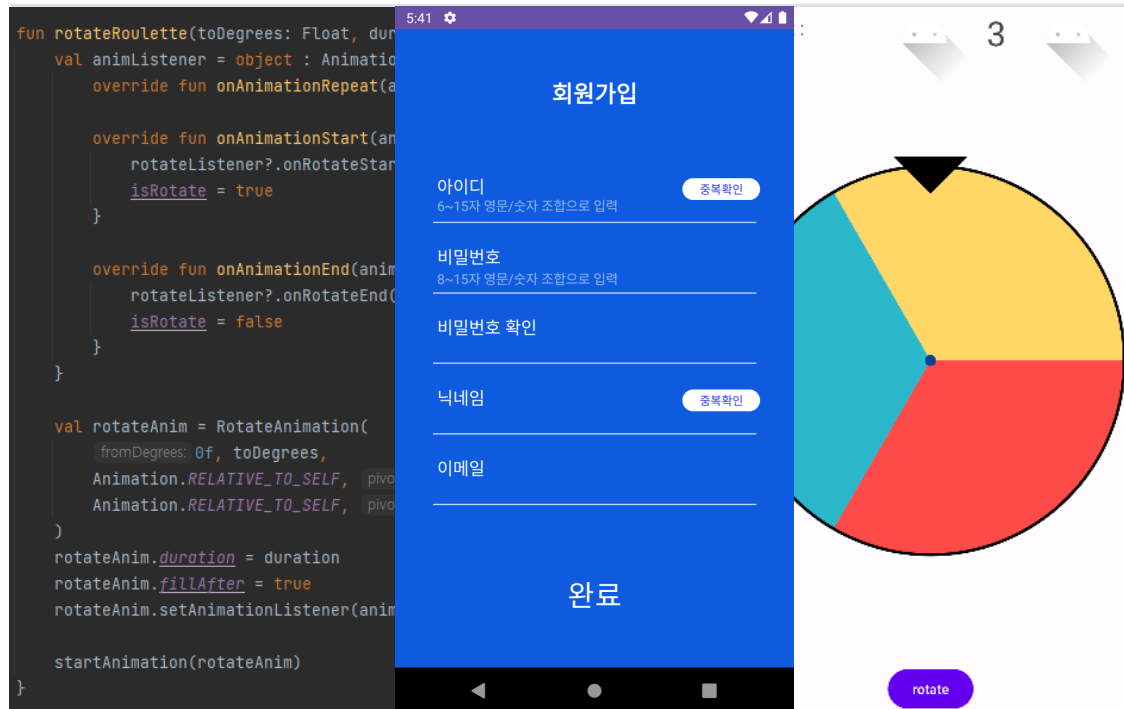 fun rotateRoulette(toDegrees: Float, dur
val animListener = object : Animatio
override fun onAnimationRepeat(a
override fun onAnimationStart(an
rotateListener?.onRotateStar
isRotate = true
}
override fun onAnimationEnd(anim
rotateListener?.onRotateEnd(
isRotate = false
}
}
val rotateAnim = RotateAnimation(
fromDegrees: 0f, toDegrees,
Animation.RELATIVE_TO_SELF, pivo
Animation.RELATIVE_TO_SELF, pivo
)
rotateAnim.duration = duration
rotateAnim.fillAfter = true
rotateAnim.setAnimationListener(anim
startAnimation(rotateAnim)
}
5:41
회원가입
아이디 중복확인
6~15자 영문/숫자 조합으로 입력
비밀번호
8~15자 영문/숫자 조합으로 입력
비밀번호 확인
닉네임 중복확인
이메일
완료
: 3
rotate